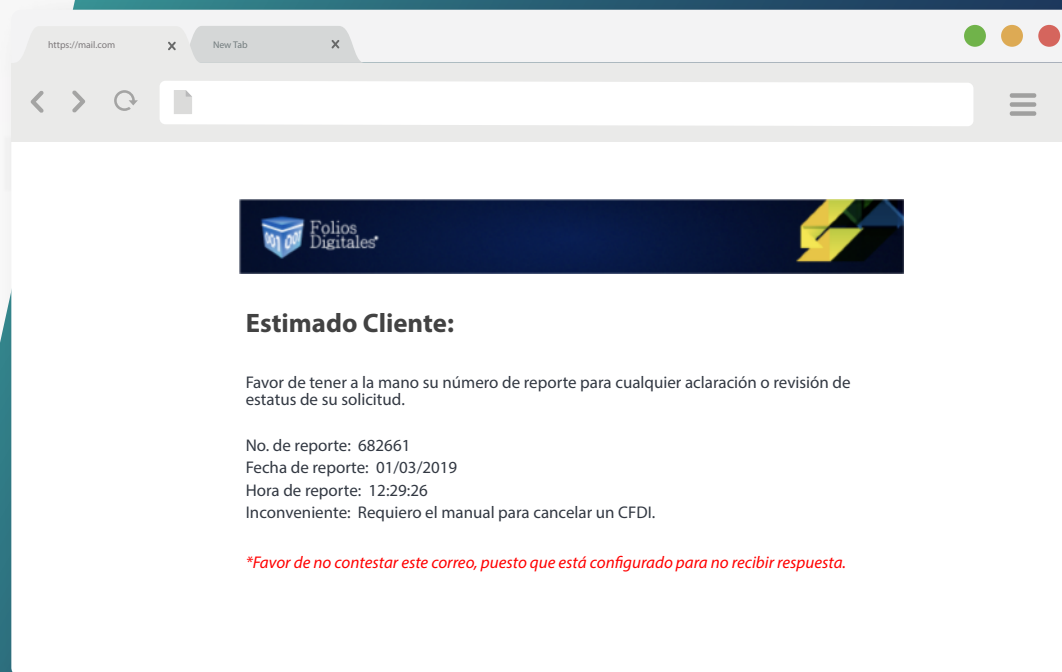 https://mail.com x New Tab x
Folios
Digitales
Estimado Cliente:
Favor de tener a la mano su número de reporte para cualquier aclaración o revisión de
estatus de su solicitud.
No. de reporte: 682661
Fecha de reporte: 01/03/2019
Hora de reporte: 12:29:26
Inconveniente: Requiero el manual para cancelar un CFDI.
*Favor de no contestar este correo, puesto que está configurado para no recibir respuesta.